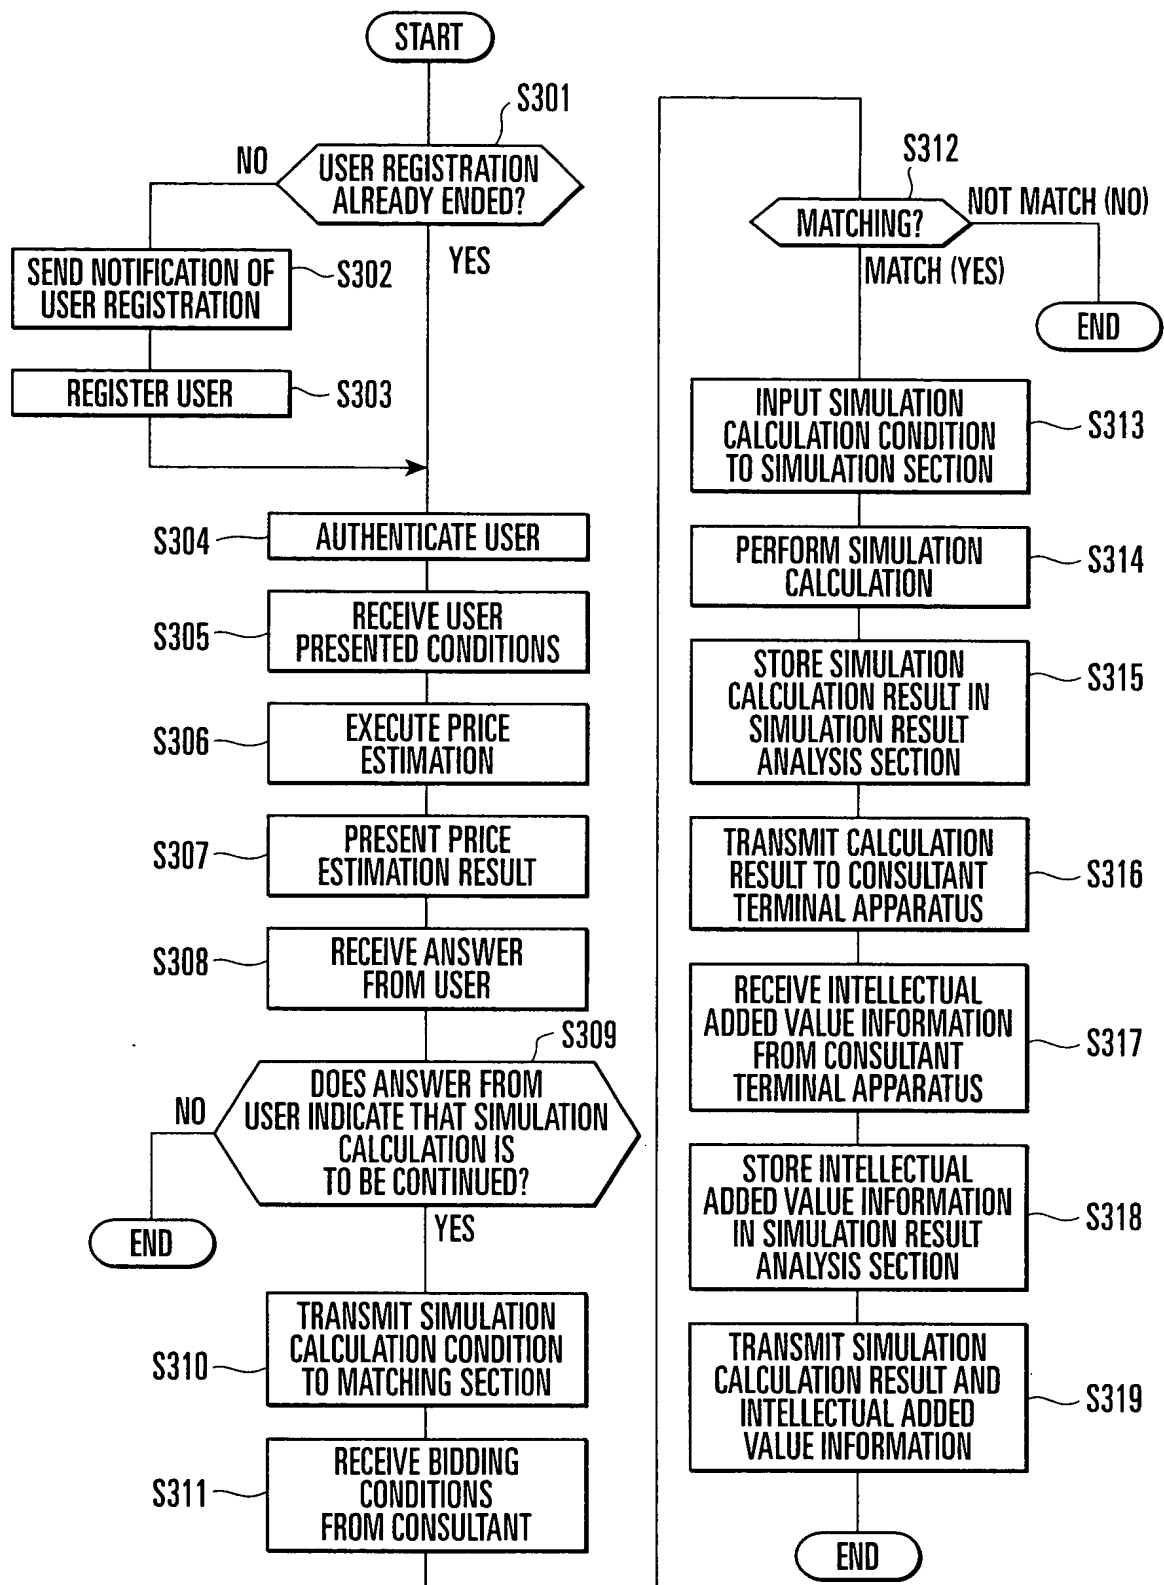 START
S301
USER REGISTRATION
ALREADY ENDED?
NO
YES
SEND NOTIFICATION OF
USER REGISTRATION
S302
REGISTER USER
S303
S304
AUTHENTICATE USER
S305
RECEIVE USER
PRESENTED CONDITIONS
S306
EXECUTE PRICE
ESTIMATION
S307
PRESENT PRICE
ESTIMATION RESULT
S308
RECEIVE ANSWER
FROM USER
S309
DOES ANSWER FROM
USER INDICATE THAT SIMULATION
CALCULATION IS
TO BE CONTINUED?
NO
END
YES
S310
TRANSMIT SIMULATION
CALCULATION CONDITION
TO MATCHING SECTION
S311
RECEIVE BIDDING
CONDITIONS
FROM CONSULTANT
S312
MATCHING?
NOT MATCH (NO)
END
MATCH (YES)
INPUT SIMULATION
CALCULATION CONDITION
TO SIMULATION SECTION
S313
PERFORM SIMULATION
CALCULATION
S314
STORE SIMULATION
CALCULATION RESULT IN
SIMULATION RESULT
ANALYSIS SECTION
S315
TRANSMIT CALCULATION
RESULT TO CONSULTANT
TERMINAL APPARATUS
S316
RECEIVE INTELLECTUAL
ADDED VALUE INFORMATION
FROM CONSULTANT
TERMINAL APPARATUS
S317
STORE INTELLECTUAL
ADDED VALUE INFORMATION
IN SIMULATION RESULT
ANALYSIS SECTION
S318
TRANSMIT SIMULATION
CALCULATION RESULT AND
INTELLECTUAL ADDED
VALUE INFORMATION
S319
END